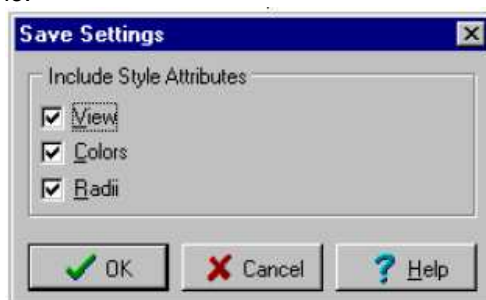 Save Settings
Include Style Attributes
View
Colors
Radii
OK Cancel Help